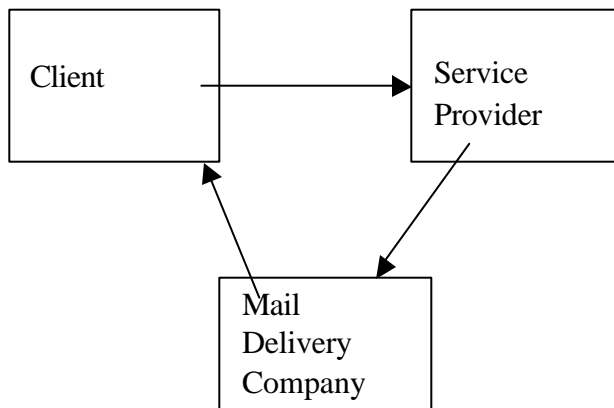 Client
Service
Provider
Mail
Delivery
Company